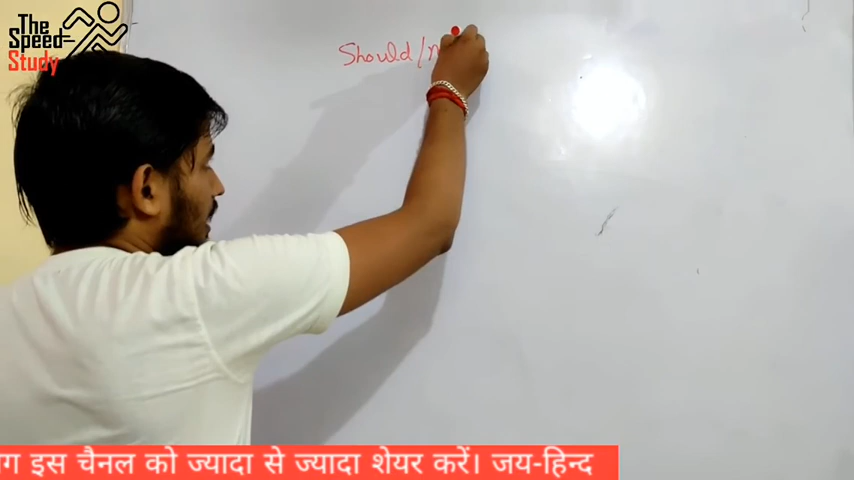 The
Speed
Study
Should/
इस चैनल को ज्यादा से ज्यादा शेयर करें। जय-हिन्द